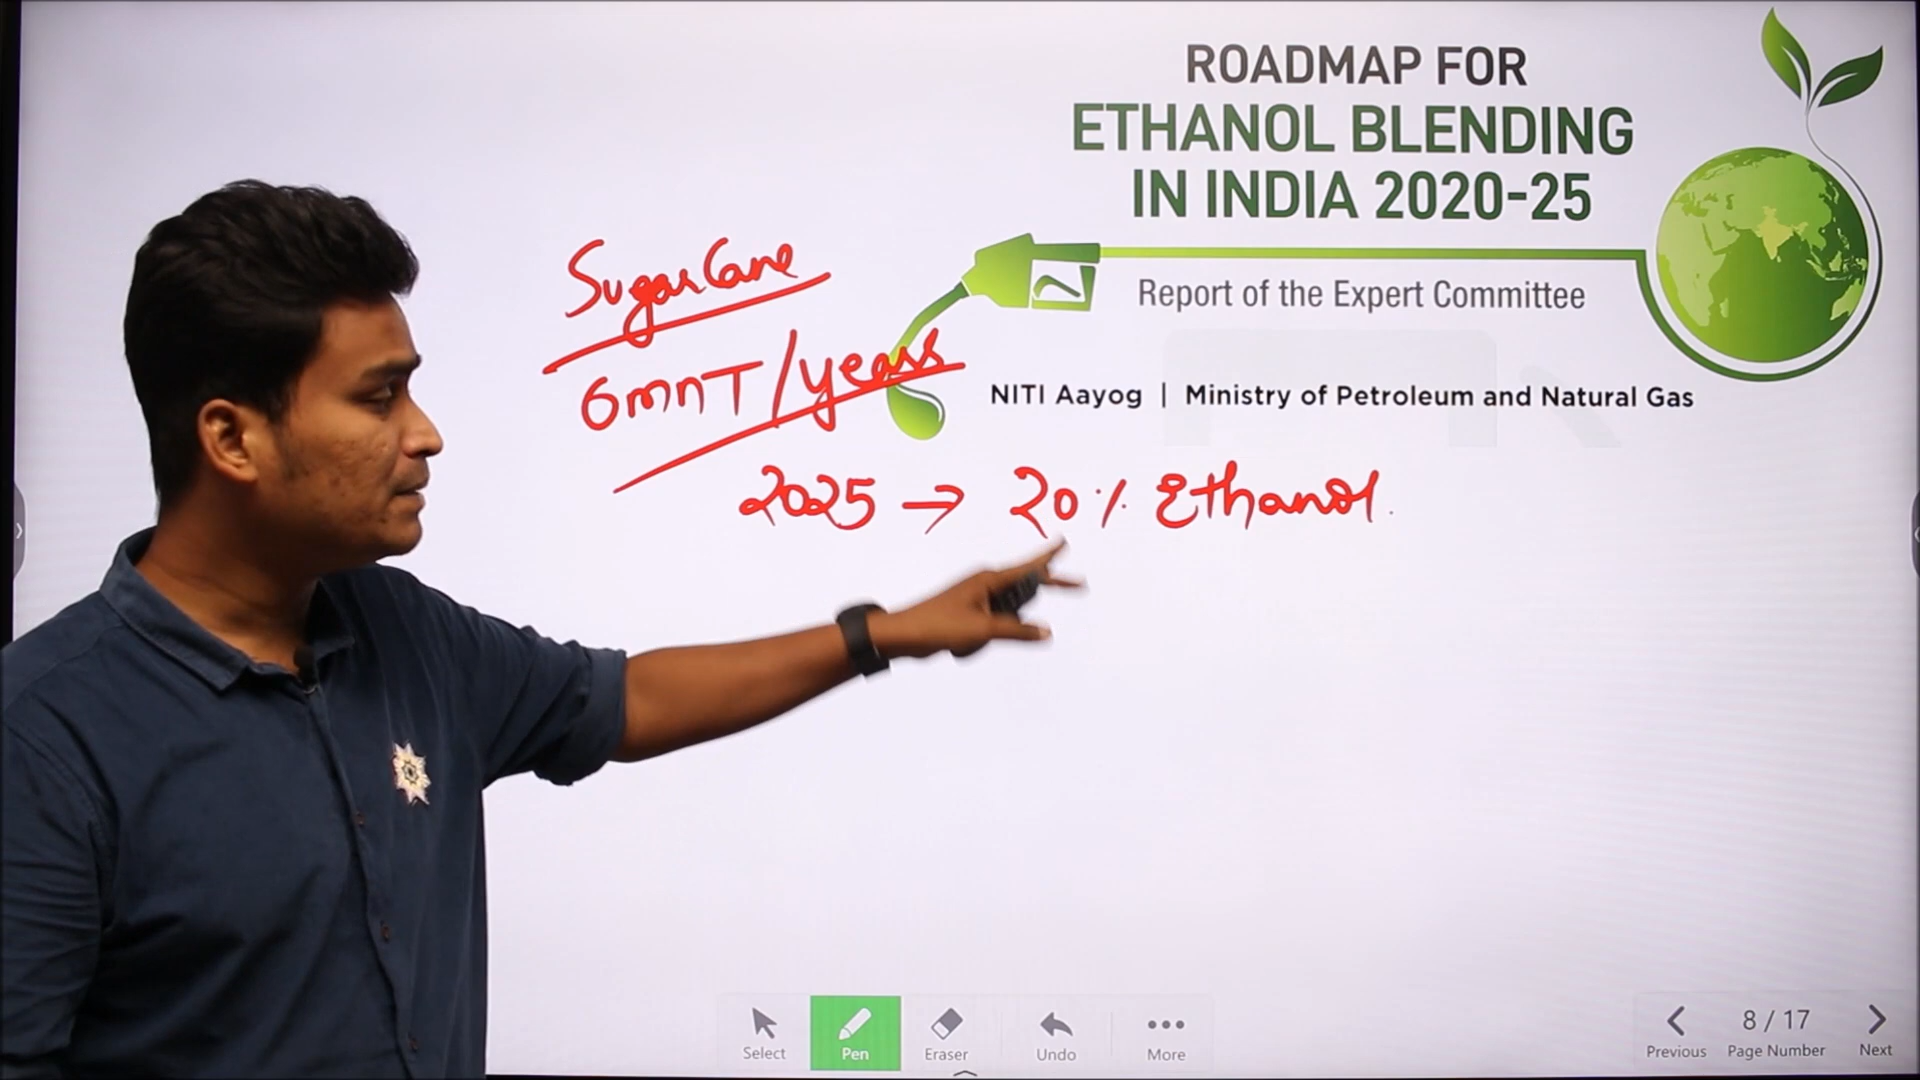 ROADMAP FOR
ETHANOL BLENDING
IN INDIA 2020-25
Report of the Expert Committee
NITI Aayog | Ministry of Petroleum and Natural Gas
SugarCane
6mnT/years
2025 → 20% Ethanol.
Select
Pen
Eraser
Undo
More
8 / 17
Previous
Page Number
Next